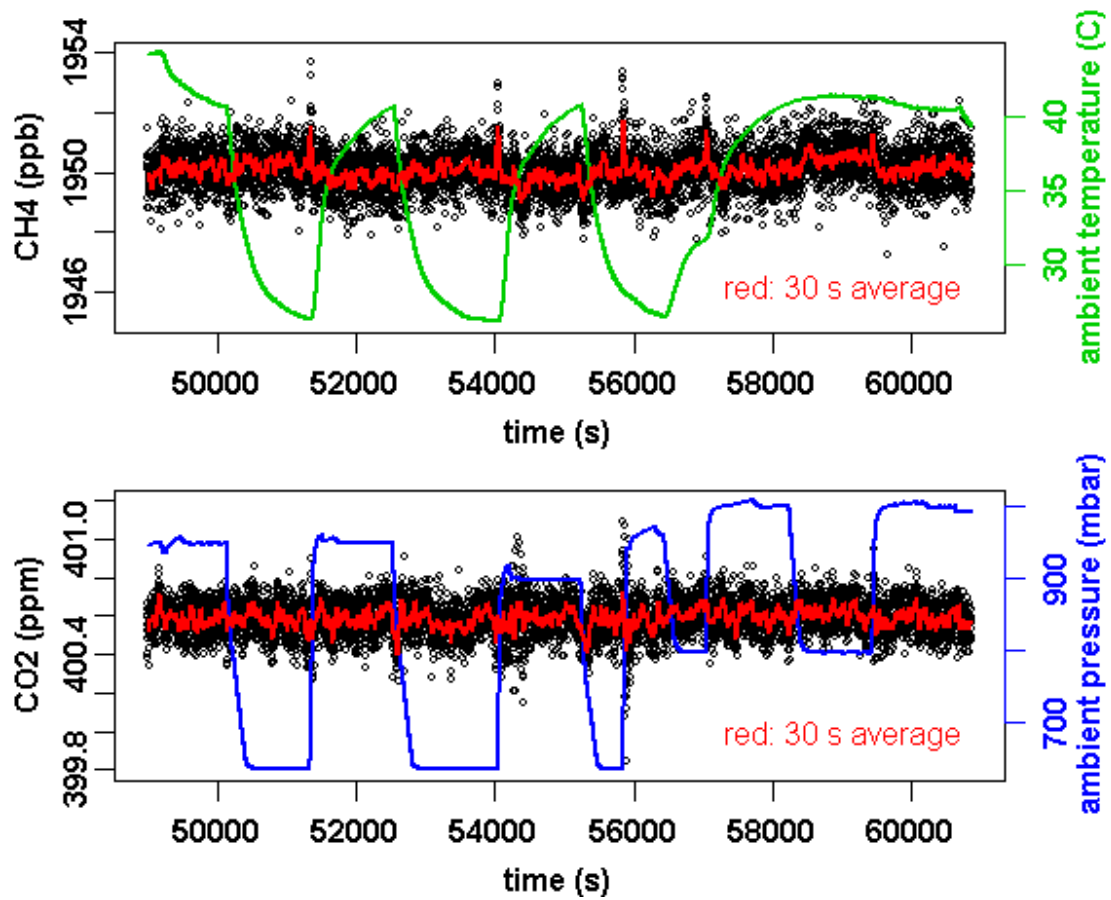 CH4 (ppb)
1946
1950
1954
ambient temperature (C)
30
35
40
red: 30 s average
50000 52000 54000 56000 58000 60000
time (s)
CO2 (ppm)
399.8
400.4
401.0
ambient pressure (mbar)
700
900
red: 30 s average
50000 52000 54000 56000 58000 60000
time (s)